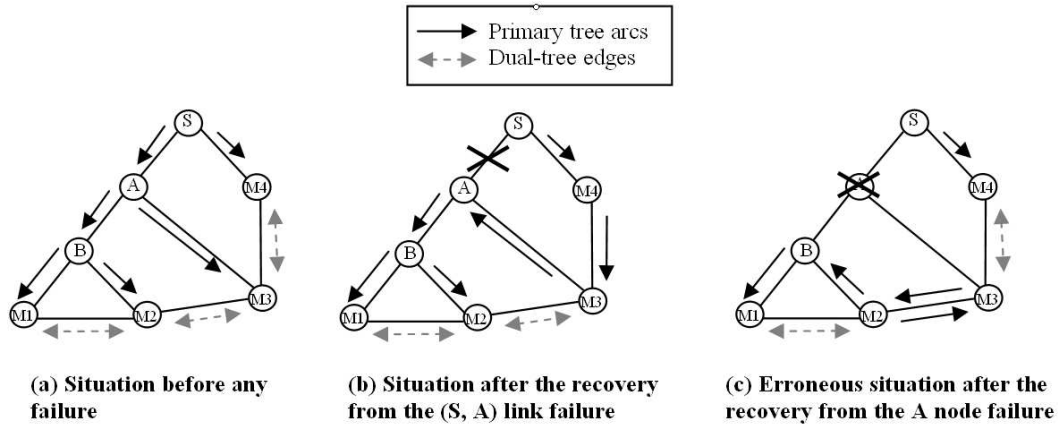 Primary tree arcs
Dual-tree edges
S
A
M4
B
M1
M2
M3
S
A
M4
B
M1
M2
M3
S
A
M4
B
M1
M2
M3
(a) Situation before any
failure
(b) Situation after the recovery
from the (S, A) link failure
(c) Erroneous situation after the
recovery from the A node failure